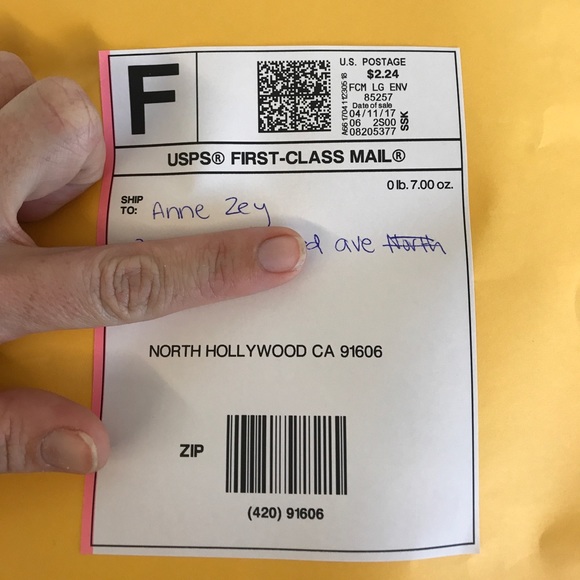 F
U.S. POSTAGE
$2.24
FCM LG ENV
85257
Date of sale
04/11/17
06 2S00
08205377
SSK
USPS® FIRST-CLASS MAIL®
0 lb. 7.00 oz.
SHIP
TO: Anne Zey
ave North
NORTH HOLLYWOOD CA 91606
ZIP
(420) 91606